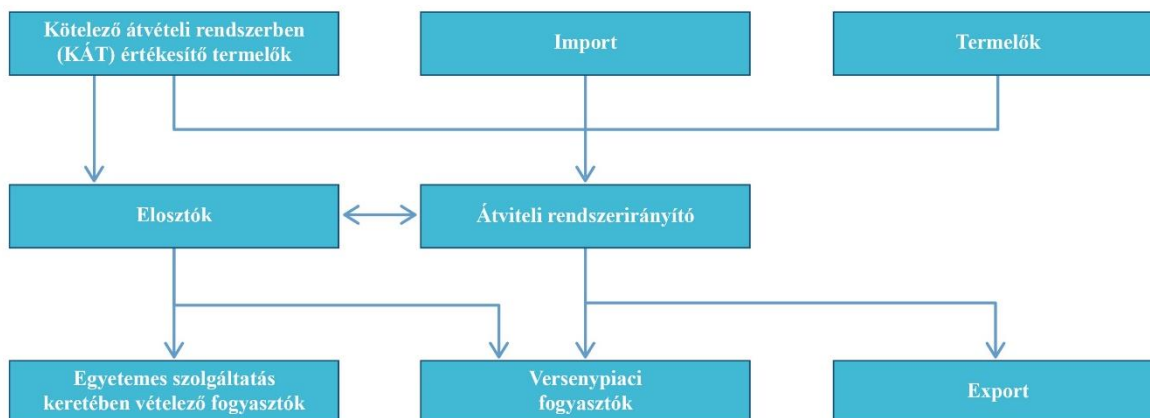 Kötelező átvételi rendszerben
(KÁT) értékesítő termelők
Import
Termelők
Elosztók
Átviteli rendszerirányító
Egyetemes szolgáltatás
keretében vételező fogyasztók
Versenypiaci
fogyasztók
Export